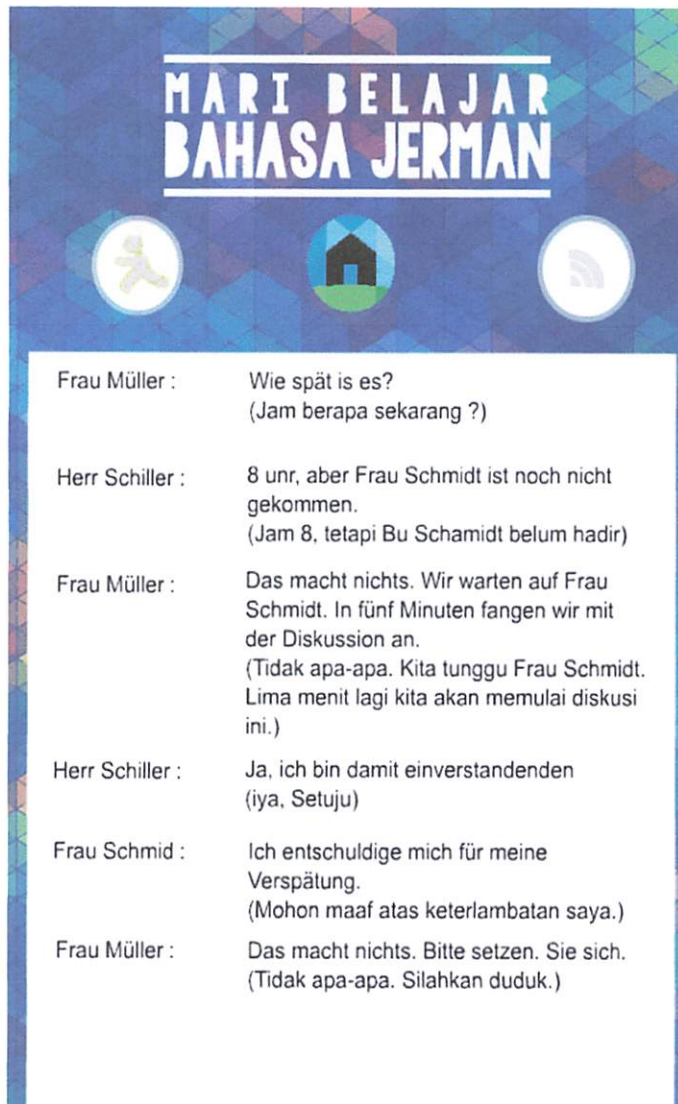 MARI BELAJAR
BAHASA JERMAN
Frau Müller : Wie spät is es?
(Jam berapa sekarang ?)
Herr Schiller : 8 unr, aber Frau Schmidt ist noch nicht
gekommen.
(Jam 8, tetapi Bu Schamidt belum hadir)
Frau Müller : Das macht nichts. Wir warten auf Frau
Schmidt. In fünf Minuten fangen wir mit
der Diskussion an.
(Tidak apa-apa. Kita tunggu Frau Schmidt.
Lima menit lagi kita akan memulai diskusi
ini.)
Herr Schiller : Ja, ich bin damit einverstandenden
(iya, Setuju)
Frau Schmid : Ich entschuldige mich für meine
Verspätung.
(Mohon maaf atas keterlambatan saya.)
Frau Müller : Das macht nichts. Bitte setzen. Sie sich.
(Tidak apa-apa. Silahkan duduk.)